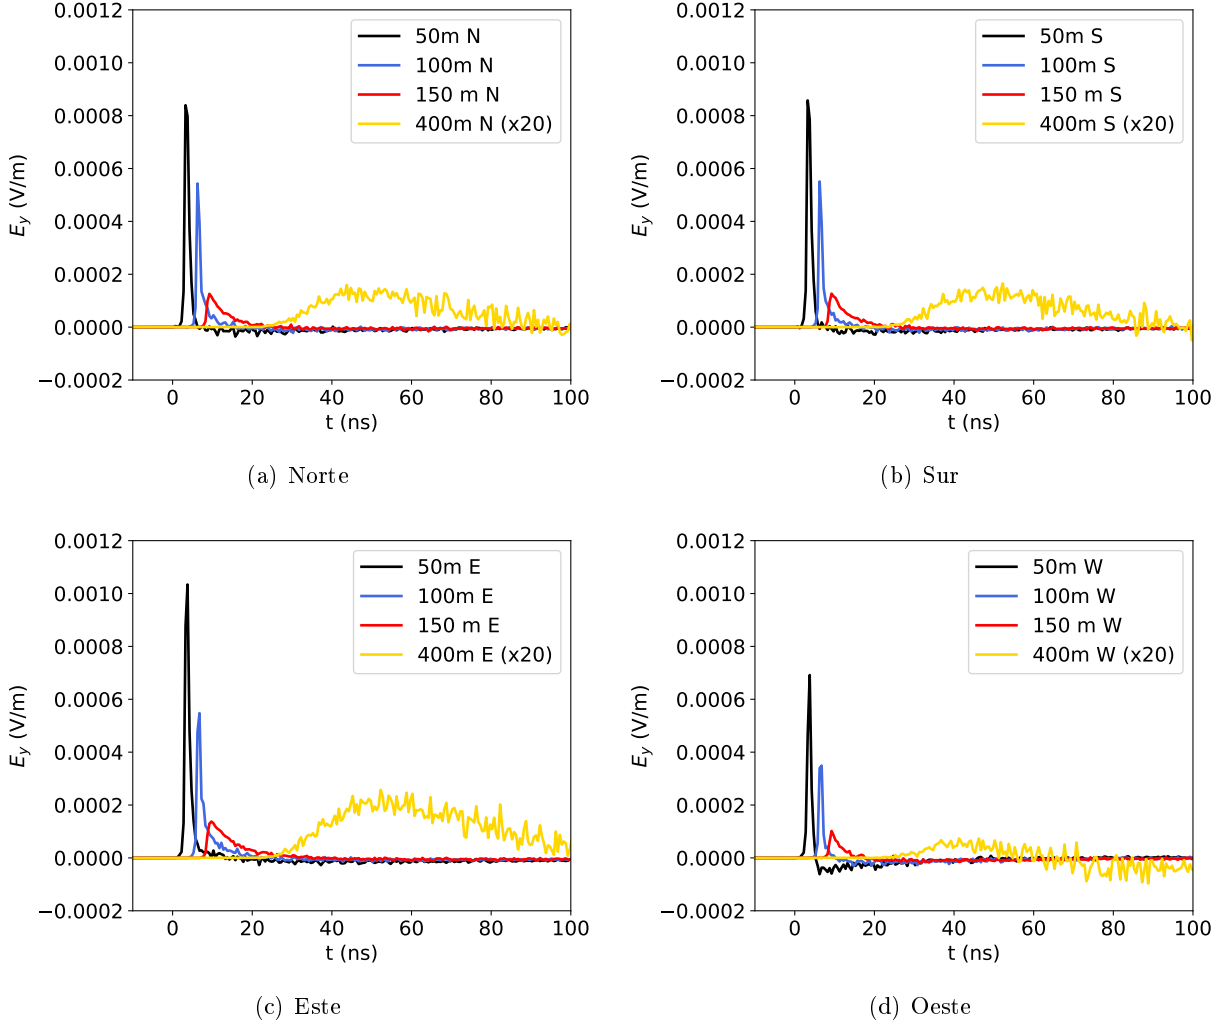 0.0012
0.0010
0.0008
0.0006
0.0004
0.0002
0.0000
−0.0002
E_y (V/m)
0 20 40 60 80 100
t (ns)
50m N
100m N
150 m N
400m N (x20)
(a) Norte
0.0012
0.0010
0.0008
0.0006
0.0004
0.0002
0.0000
−0.0002
E_y (V/m)
0 20 40 60 80 100
t (ns)
50m S
100m S
150 m S
400m S (x20)
(b) Sur
0.0012
0.0010
0.0008
0.0006
0.0004
0.0002
0.0000
−0.0002
E_y (V/m)
0 20 40 60 80 100
t (ns)
50m E
100m E
150 m E
400m E (x20)
(c) Este
0.0012
0.0010
0.0008
0.0006
0.0004
0.0002
0.0000
−0.0002
E_y (V/m)
0 20 40 60 80 100
t (ns)
50m W
100m W
150 m W
400m W (x20)
(d) Oeste